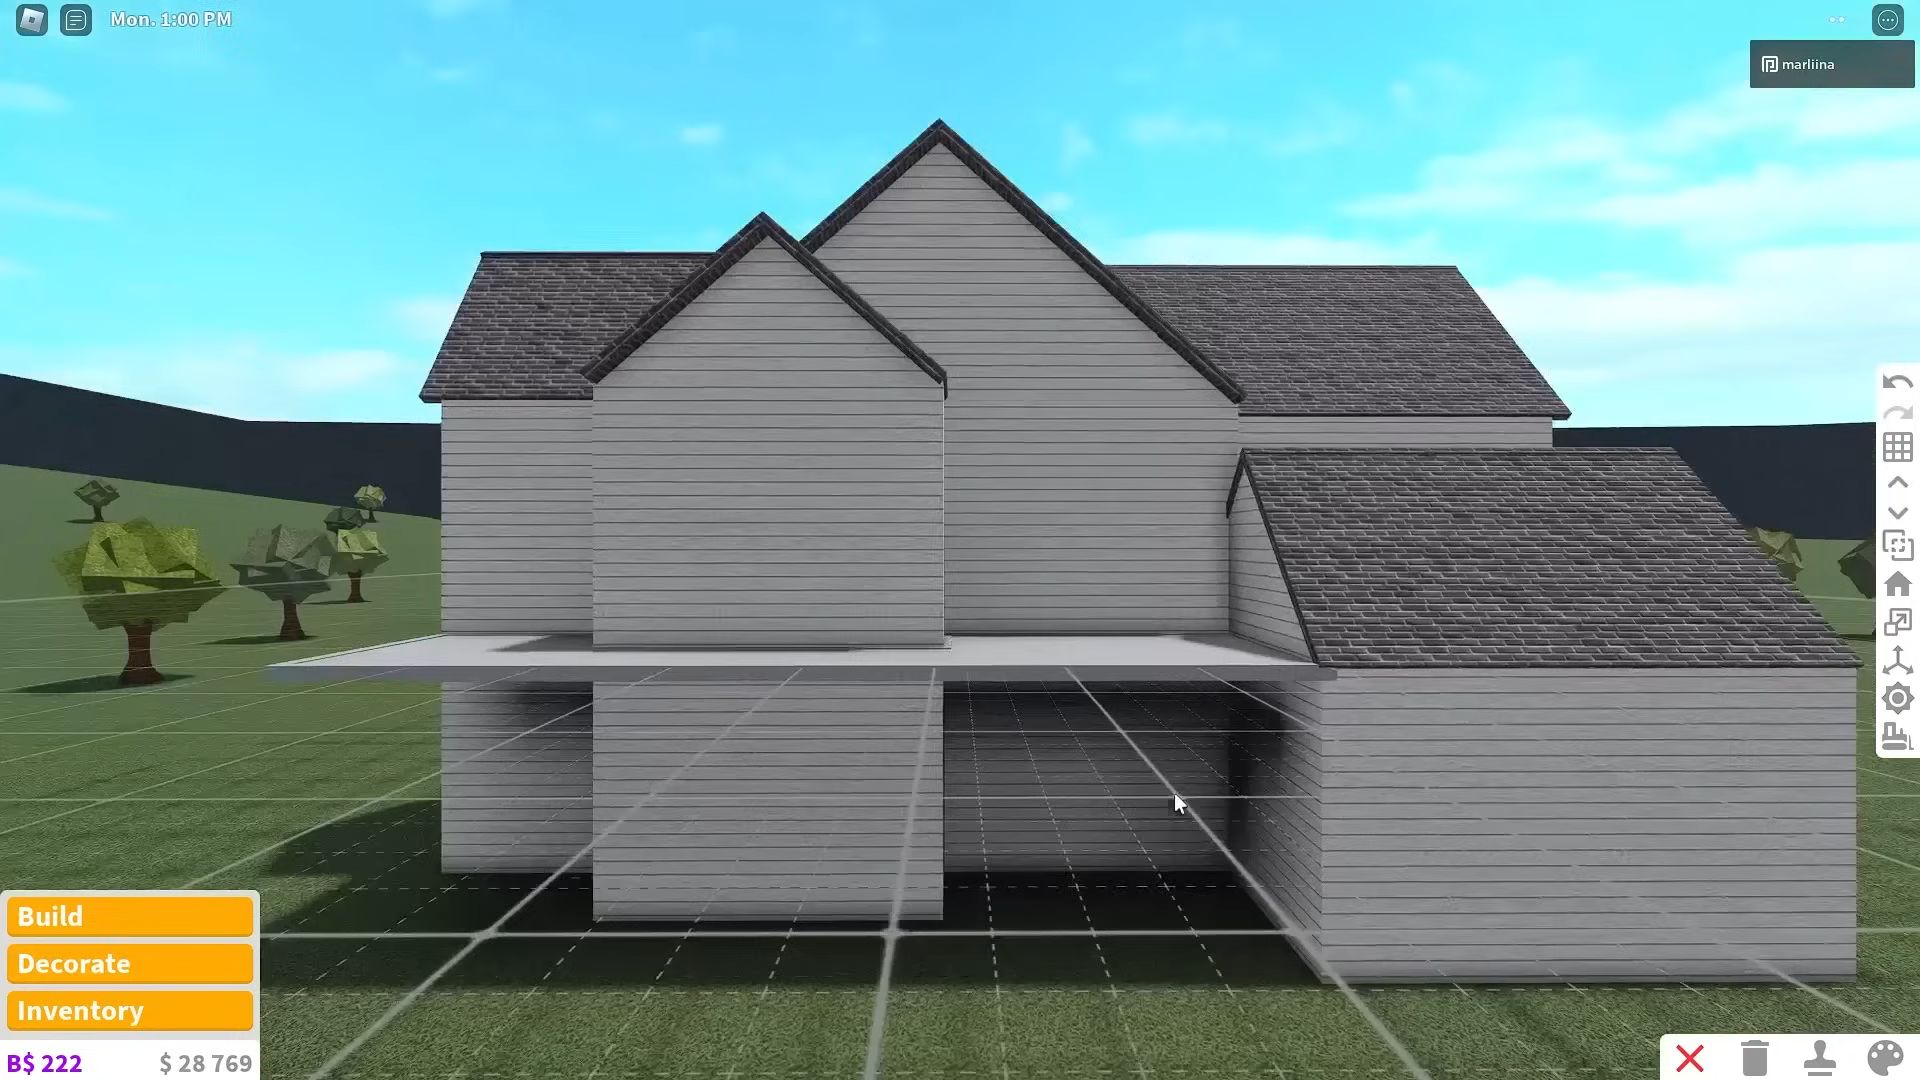 Mon. 1:00 PM
marliina
Build
Decorate
Inventory
B$ 222 $ 28 769